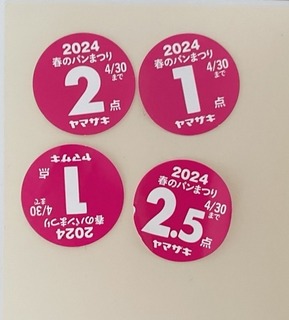 2024
春のパンまつり
4/30
まで
2
点
ヤマザキ
2024
春のパンまつり
4/30
まで
1
点
ヤマザキ
2024
春のパンまつり
4/30
まで
1
点
ヤマザキ
2024
春のパンまつり
4/30
まで
2.5
点
ヤマザキ